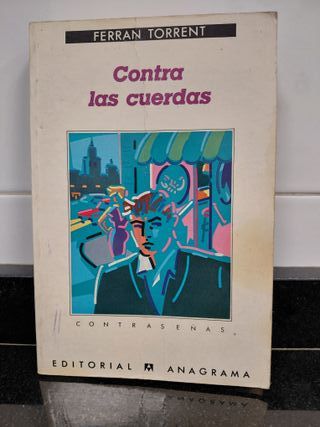 FERRAN TORRENT
Contra
las cuerdas
CONTRASEÑAS
EDITORIAL ANAGRAMA